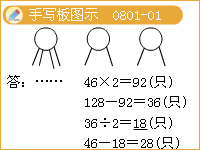 手写板图示 0801-01
答：…… 46×2=92(只)
128-92=36(只)
36÷2=18(只)
46-18=28(只)